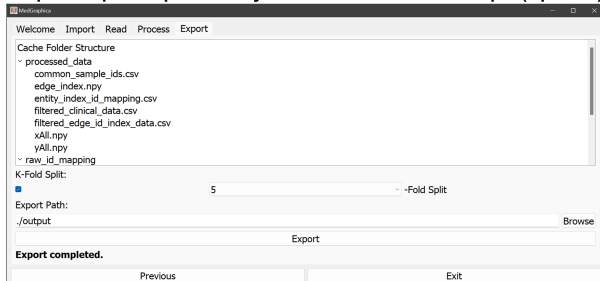 MedGraphica
Welcome Import Read Process Export
Cache Folder Structure
processed_data
common_sample_ids.csv
edge_index.npy
entity_index_id_mapping.csv
filtered_clinical_data.csv
filtered_edge_id_index_data.csv
xAll.npy
yAll.npy
raw_id_mapping
K-Fold Split:
5 -Fold Split
Export Path:
./output Browse
Export
Export completed.
Previous Exit